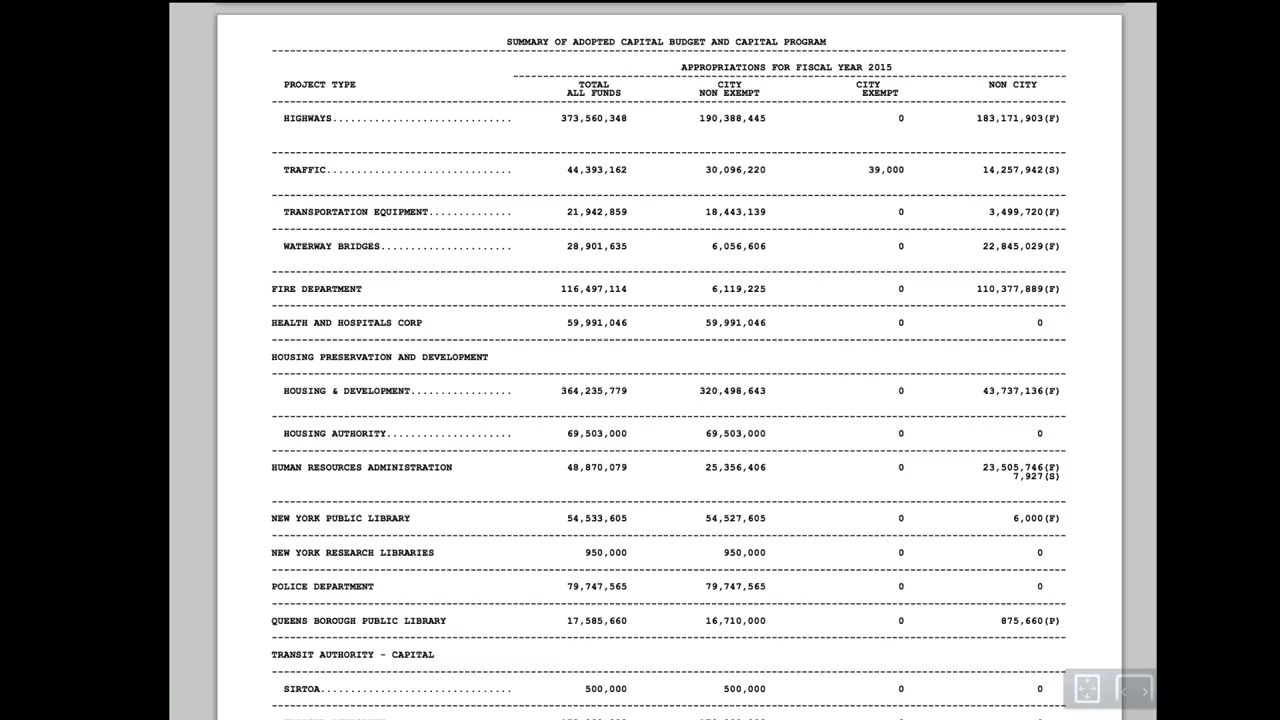 SUMMARY OF ADOPTED CAPITAL BUDGET AND CAPITAL PROGRAM
APPROPRIATIONS FOR FISCAL YEAR 2015
PROJECT TYPE TOTAL CITY CITY NON CITY
ALL FUNDS NON EXEMPT EXEMPT
HIGHWAYS.............................. 373,560,348 190,388,445 0 183,171,903(F)
TRAFFIC............................... 44,393,162 30,096,220 39,000 14,257,942(S)
TRANSPORTATION EQUIPMENT.............. 21,942,859 18,443,139 0 3,499,720(F)
WATERWAY BRIDGES...................... 28,901,635 6,056,606 0 22,845,029(F)
FIRE DEPARTMENT 116,497,114 6,119,225 0 110,377,889(F)
HEALTH AND HOSPITALS CORP 59,991,046 59,991,046 0 0
HOUSING PRESERVATION AND DEVELOPMENT
HOUSING & DEVELOPMENT................. 364,235,779 320,498,643 0 43,737,136(F)
HOUSING AUTHORITY..................... 69,503,000 69,503,000 0 0
HUMAN RESOURCES ADMINISTRATION 48,870,079 25,356,406 0 23,505,746(F)
7,927(S)
NEW YORK PUBLIC LIBRARY 54,533,605 54,527,605 0 6,000(F)
NEW YORK RESEARCH LIBRARIES 950,000 950,000 0 0
POLICE DEPARTMENT 79,747,565 79,747,565 0 0
QUEENS BOROUGH PUBLIC LIBRARY 17,585,660 16,710,000 0 875,660(P)
TRANSIT AUTHORITY - CAPITAL
SIRTOA................................ 500,000 500,000 0 0